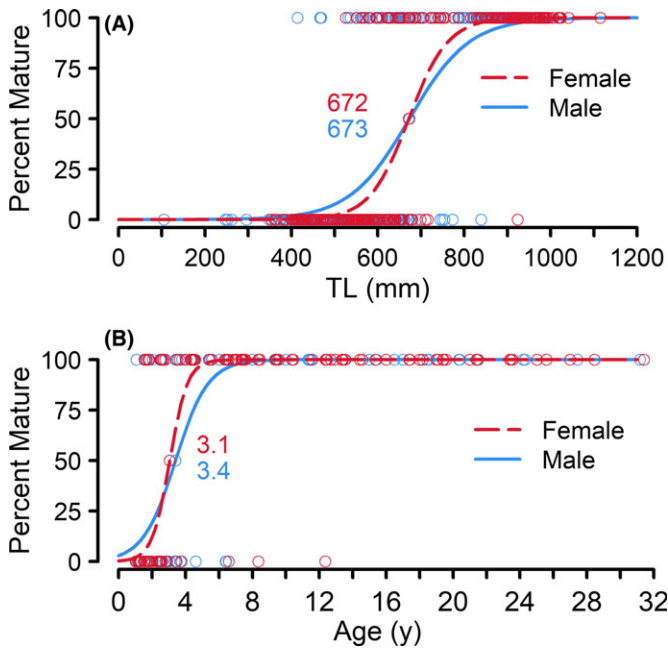 (A)
Percent Mature
100
75
50
25
0
672
673
Female
Male
0 200 400 600 800 1000 1200
TL (mm)
(B)
Percent Mature
100
75
50
25
0
3.1
3.4
Female
Male
0 4 8 12 16 20 24 28 32
Age (y)